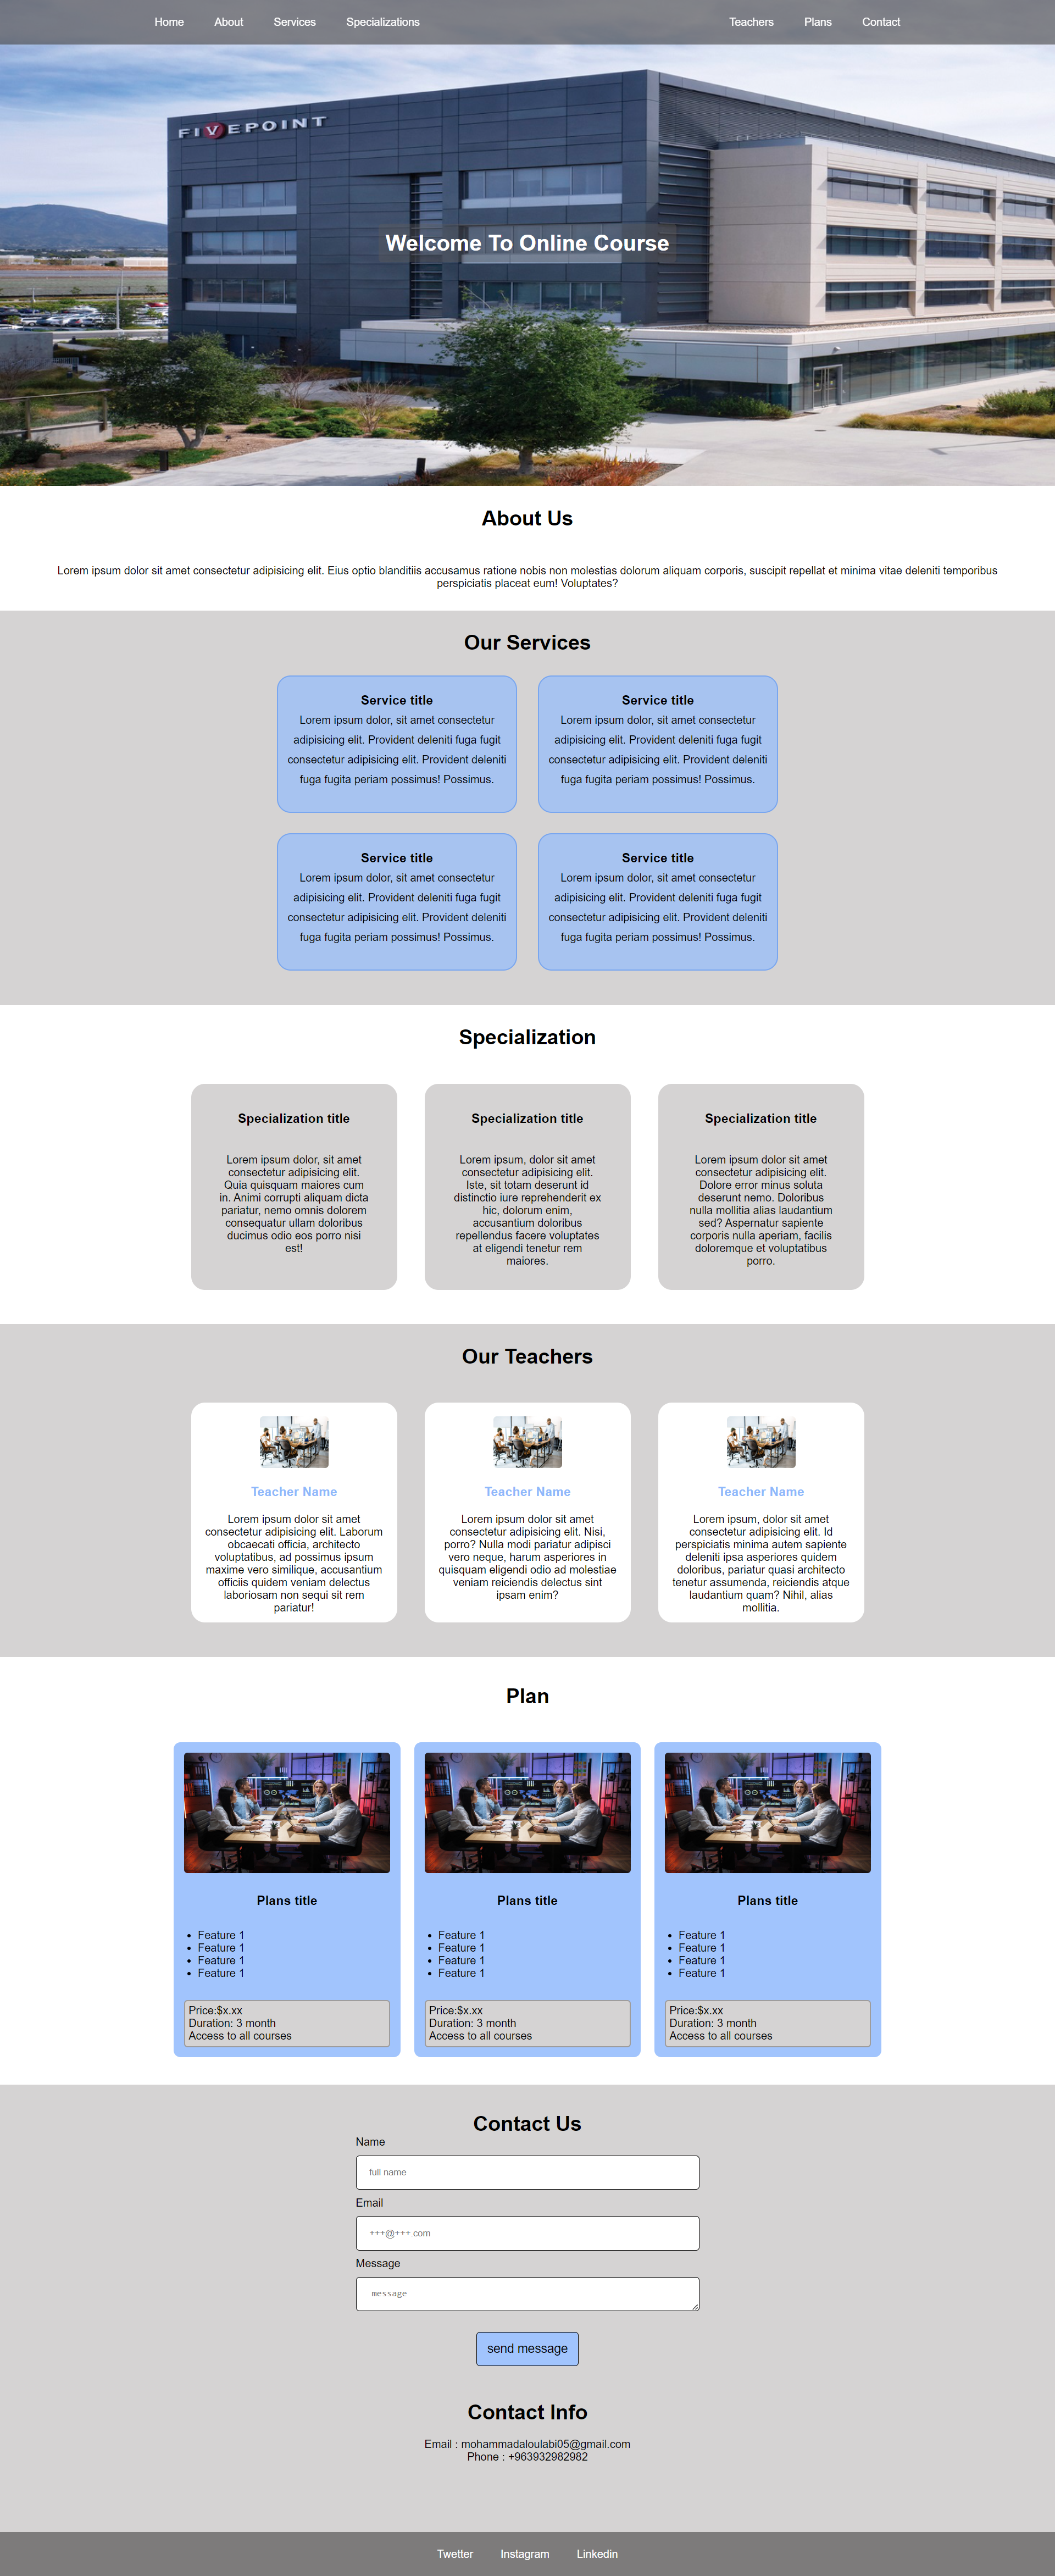 Home About Services Specializations Teachers Plans Contact
FIVEPOINT
Welcome To Online Course
About Us
Lorem ipsum dolor sit amet consectetur adipisicing elit. Eius optio blanditiis accusamus ratione nobis non molestias dolorum aliquam corporis, suscipit repellat et minima vitae deleniti temporibus
perspiciatis placeat eum! Voluptates?
Our Services
Service title
Lorem ipsum dolor, sit amet consectetur
adipisicing elit. Provident deleniti fuga fugit
consectetur adipisicing elit. Provident deleniti
fuga fugita periam possimus! Possimus.
Service title
Lorem ipsum dolor, sit amet consectetur
adipisicing elit. Provident deleniti fuga fugit
consectetur adipisicing elit. Provident deleniti
fuga fugita periam possimus! Possimus.
Service title
Lorem ipsum dolor, sit amet consectetur
adipisicing elit. Provident deleniti fuga fugit
consectetur adipisicing elit. Provident deleniti
fuga fugita periam possimus! Possimus.
Service title
Lorem ipsum dolor, sit amet consectetur
adipisicing elit. Provident deleniti fuga fugit
consectetur adipisicing elit. Provident deleniti
fuga fugita periam possimus! Possimus.
Specialization
Specialization title
Lorem ipsum dolor, sit amet
consectetur adipisicing elit.
Quia quisquam maiores cum
in. Animi corrupti aliquam dicta
pariatur, nemo omnis dolorem
consequatur ullam doloribus
ducimus odio eos porro nisi
est!
Specialization title
Lorem ipsum, dolor sit amet
consectetur adipisicing elit.
Iste, sit totam deserunt id
distinctio iure reprehenderit ex
hic, dolorum enim,
accusantium doloribus
repellendus facere voluptates
at eligendi tenetur rem
maiores.
Specialization title
Lorem ipsum dolor sit amet
consectetur adipisicing elit.
Dolore error minus soluta
deserunt nemo. Doloribus
nulla mollitia alias laudantium
sed? Aspernatur sapiente
corporis nulla aperiam, facilis
doloremque et voluptatibus
porro.
Our Teachers
Teacher Name
Lorem ipsum dolor sit amet
consectetur adipisicing elit. Laborum
obcaecati officia, architecto
voluptatibus, ad possimus ipsum
maxime vero similique, accusantium
officiis quidem veniam delectus
laboriosam non sequi sit rem
pariatur!
Teacher Name
Lorem ipsum dolor sit amet
consectetur adipisicing elit. Nisi,
porro? Nulla modi pariatur adipisci
vero neque, harum asperiores in
quisquam eligendi odio ad molestiae
veniam reiciendis delectus sint
ipsam enim?
Teacher Name
Lorem ipsum, dolor sit amet
consectetur adipisicing elit. Id
perspiciatis minima autem sapiente
deleniti ipsa asperiores quidem
doloribus, pariatur quasi architecto
tenetur assumenda, reiciendis atque
laudantium quam? Nihil, alias
mollitia.
Plan
Plans title
Feature 1
Feature 1
Feature 1
Feature 1
Price:$x.xx
Duration: 3 month
Access to all courses
Plans title
Feature 1
Feature 1
Feature 1
Feature 1
Price:$x.xx
Duration: 3 month
Access to all courses
Plans title
Feature 1
Feature 1
Feature 1
Feature 1
Price:$x.xx
Duration: 3 month
Access to all courses
Contact Us
Name
full name
Email
+++@+++.com
Message
message
send message
Contact Info
Email : mohammadaloulabi05@gmail.com
Phone : +963932982982
Twetter Instagram Linkedin